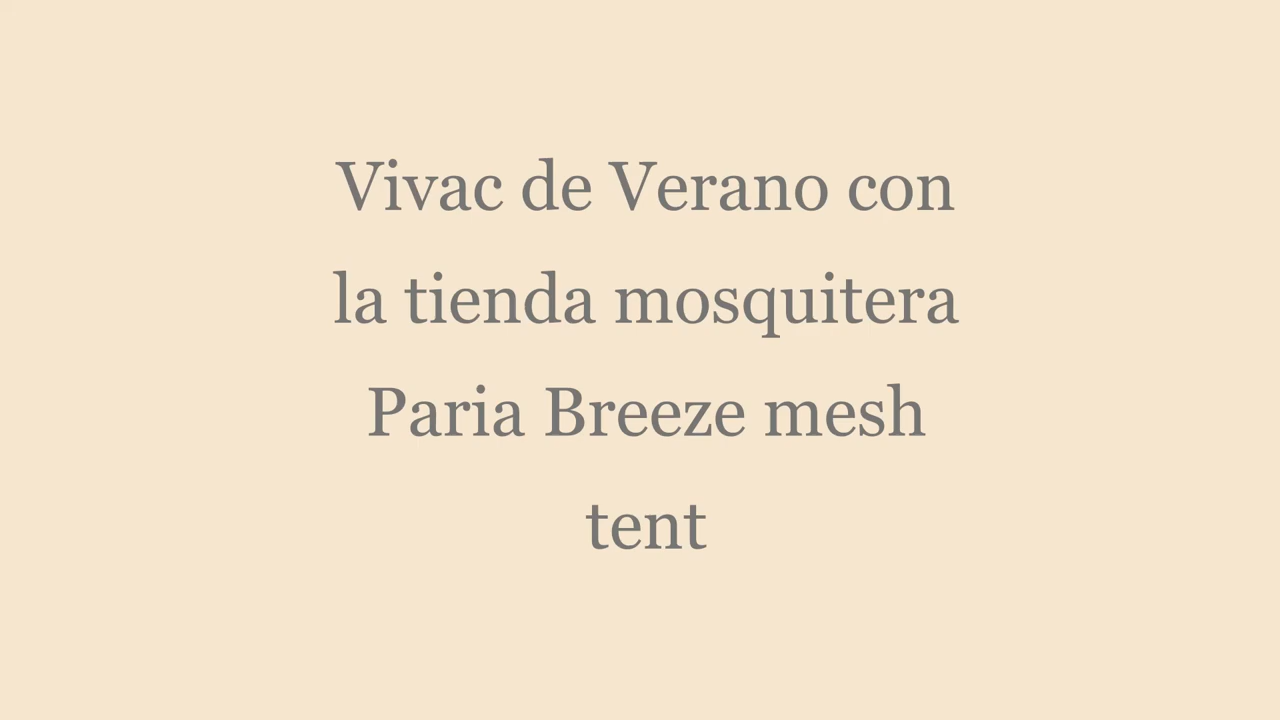 Vivac de Verano con
la tienda mosquitera
Paria Breeze mesh
tent